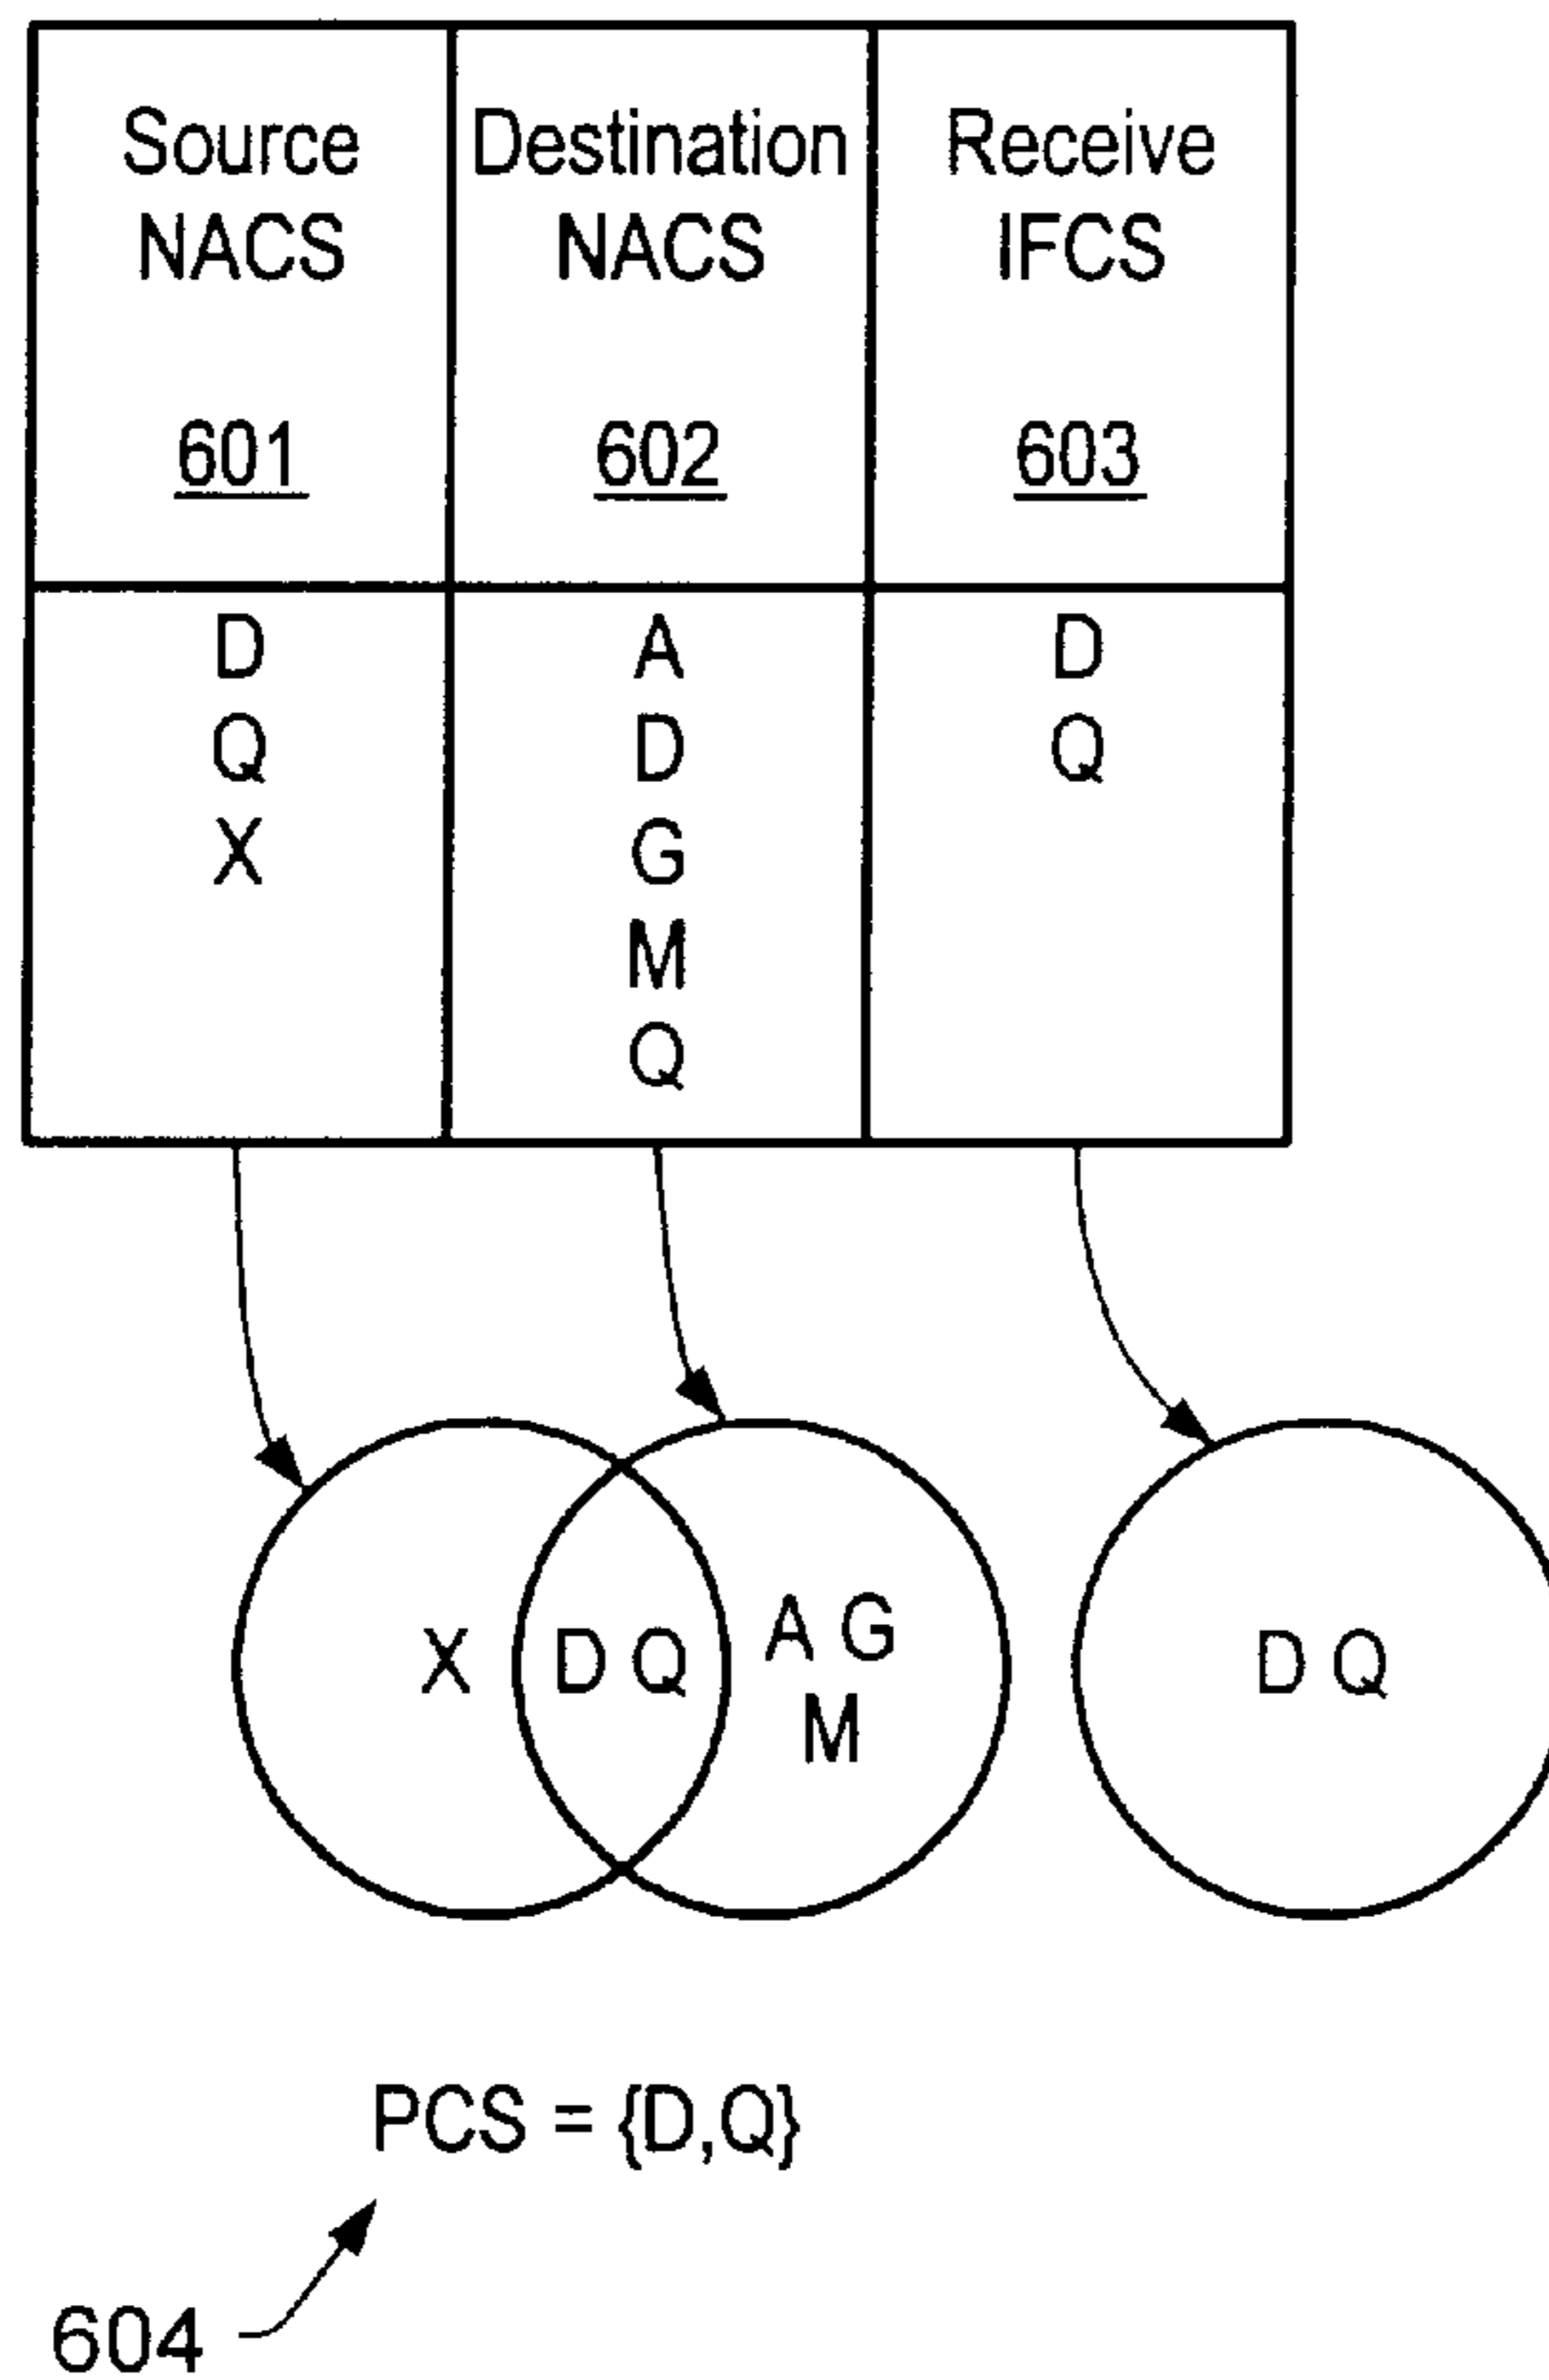 Source NACS 601
Destination NACS 602
Receive IFCS 603
D
Q
X
A
D
G
M
Q
D
Q
X
D Q
A G
M
D Q
PCS = {D,Q}
604